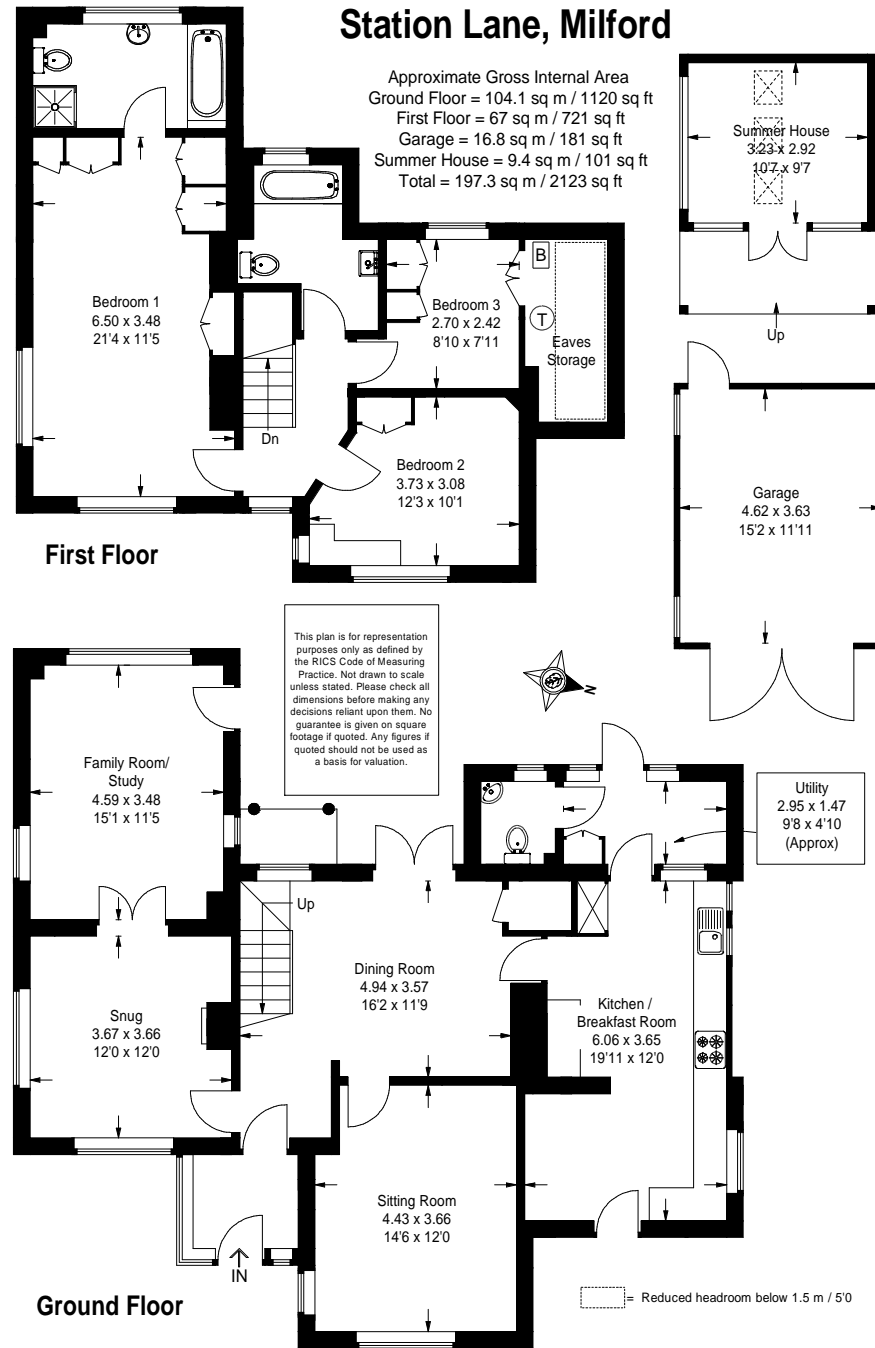 Station Lane, Milford
Approximate Gross Internal Area
Ground Floor = 104.1 sq m / 1120 sq ft
First Floor = 67 sq m / 721 sq ft
Garage = 16.8 sq m / 181 sq ft
Summer House = 9.4 sq m / 101 sq ft
Total = 197.3 sq m / 2123 sq ft
Summer House
3.23 x 2.92
10'7 x 9'7
Up
Bedroom 1
6.50 x 3.48
21'4 x 11'5
Dn
Bedroom 3
2.70 x 2.42
8'10 x 7'11
B
T
Eaves
Storage
Bedroom 2
3.73 x 3.08
12'3 x 10'1
Garage
4.62 x 3.63
15'2 x 11'11
First Floor
This plan is for representation
purposes only as defined by
the RICS Code of Measuring
Practice. Not drawn to scale
unless stated. Please check all
dimensions before making any
decisions reliant upon them. No
guarantee is given on square
footage if quoted. Any figures if
quoted should not be used as
a basis for valuation.
N
Family Room/
Study
4.59 x 3.48
15'1 x 11'5
Utility
2.95 x 1.47
9'8 x 4'10
(Approx)
Up
Dining Room
4.94 x 3.57
16'2 x 11'9
Snug
3.67 x 3.66
12'0 x 12'0
Kitchen /
Breakfast Room
6.06 x 3.65
19'11 x 12'0
Sitting Room
4.43 x 3.66
14'6 x 12'0
IN
Ground Floor
= Reduced headroom below 1.5 m / 5'0